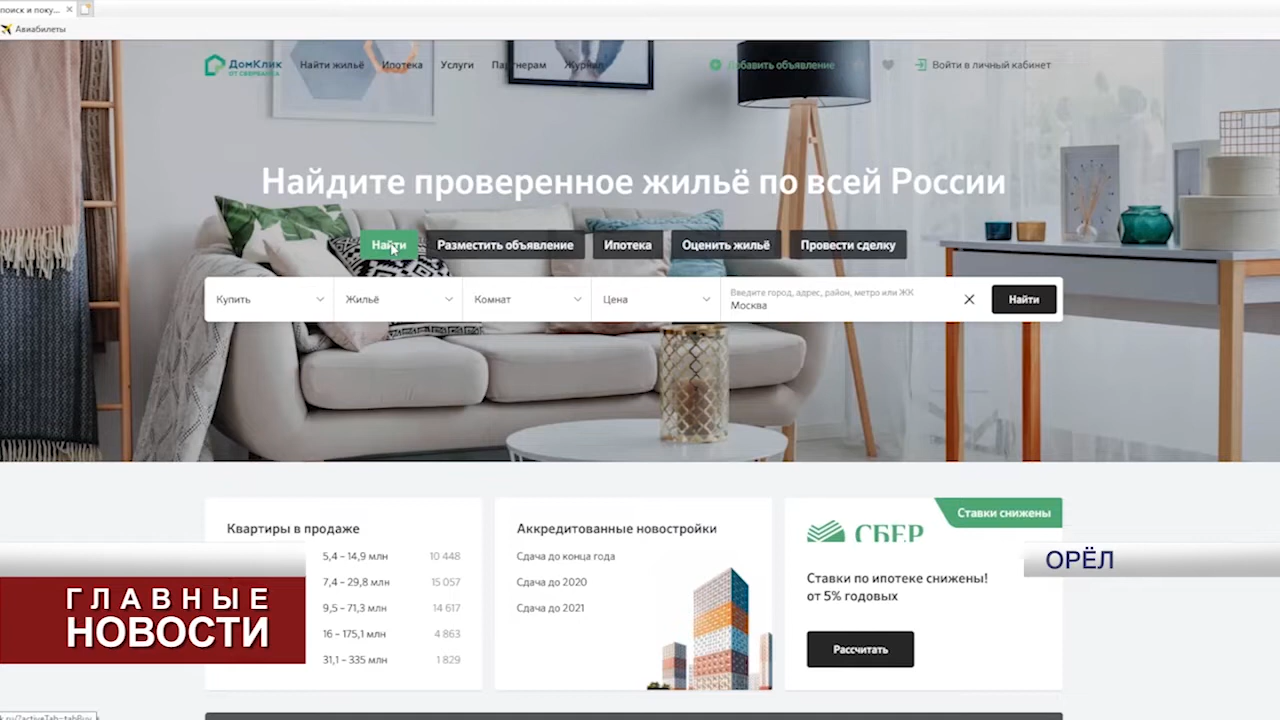 поиск и поку...
Авиабилеты
ДомКлик
ОТ СБЕРБАНКА
Найти жильё
Ипотека
Услуги
Партнерам
Журнал
Добавить объявление
Войти в личный кабинет
Найдите проверенное жильё по всей России
Найти
Разместить объявление
Ипотека
Оценить жильё
Провести сделку
Купить
Жильё
Комнат
Цена
Введите город, адрес, район, метро или ЖК
Москва
Найти
Квартиры в продаже
5,4 – 14,9 млн 10 448
7,4 – 29,8 млн 15 057
9,5 – 71,3 млн 14 617
16 – 175,1 млн 4 863
31,1 – 335 млн 1 829
Аккредитованные новостройки
Сдача до конца года
Сдача до 2020
Сдача до 2021
Ставки снижены
СБЕР
Ставки по ипотеке снижены!
от 5% годовых
Рассчитать
ОРЁЛ
ГЛАВНЫЕ
НОВОСТИ